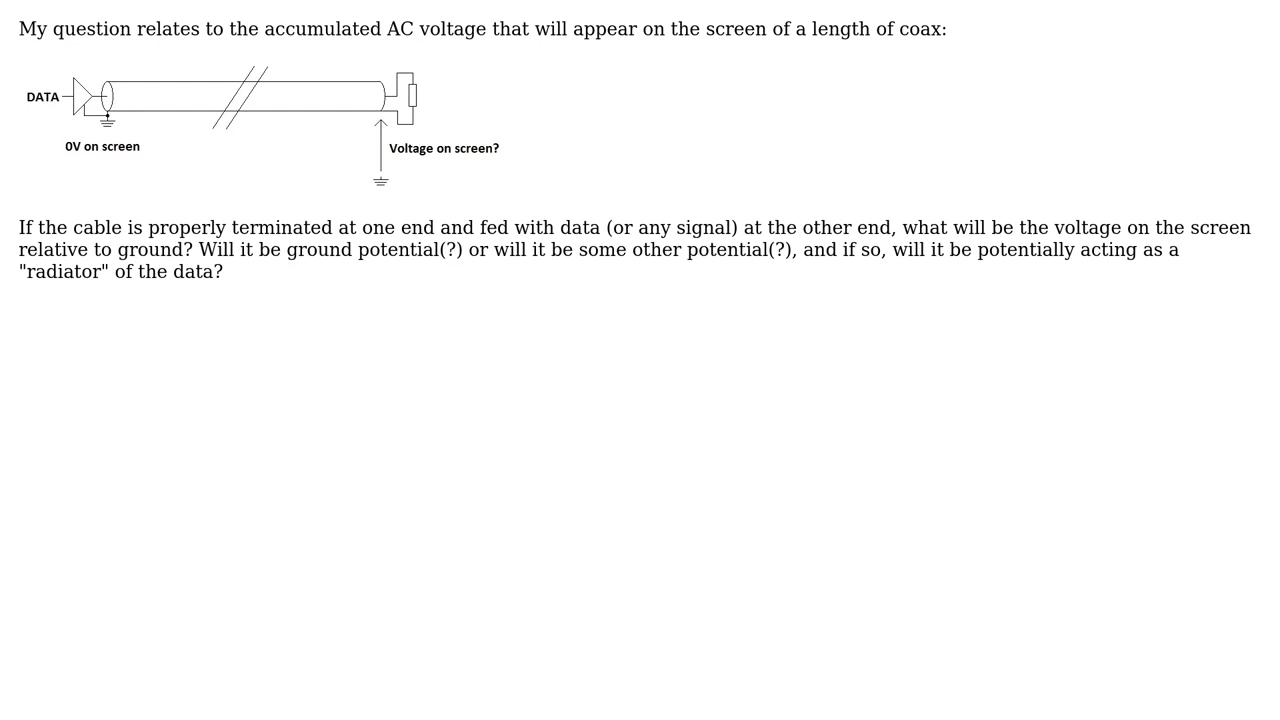 My question relates to the accumulated AC voltage that will appear on the screen of a length of coax:
DATA
0V on screen
Voltage on screen?
If the cable is properly terminated at one end and fed with data (or any signal) at the other end, what will be the voltage on the screen
relative to ground? Will it be ground potential(?) or will it be some other potential(?), and if so, will it be potentially acting as a
"radiator" of the data?